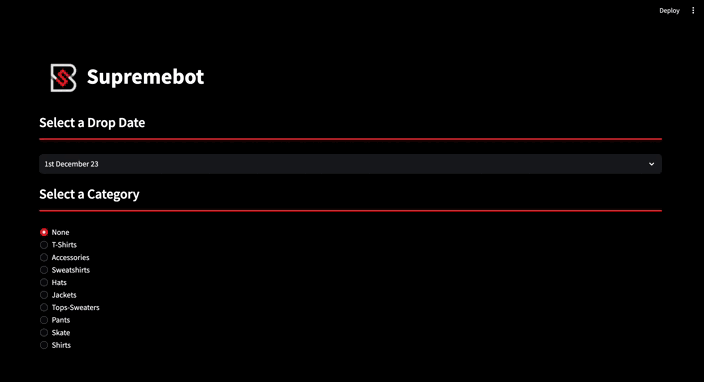 Deploy
Supremebot
Select a Drop Date
1st December 23
Select a Category
None
T-Shirts
Accessories
Sweatshirts
Hats
Jackets
Tops-Sweaters
Pants
Skate
Shirts